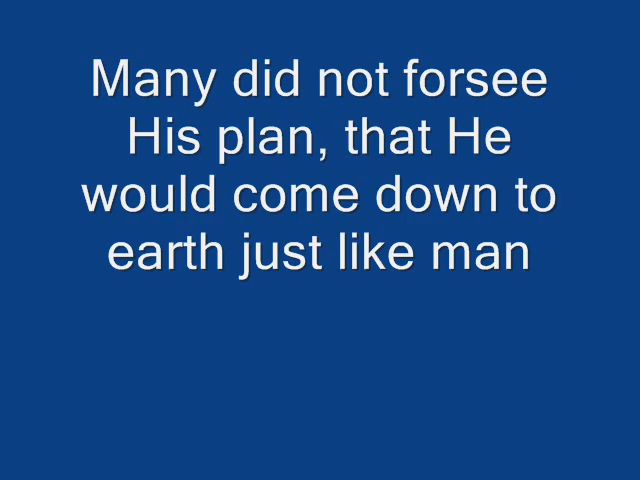 Many did not forsee
His plan, that He
would come down to
earth just like man